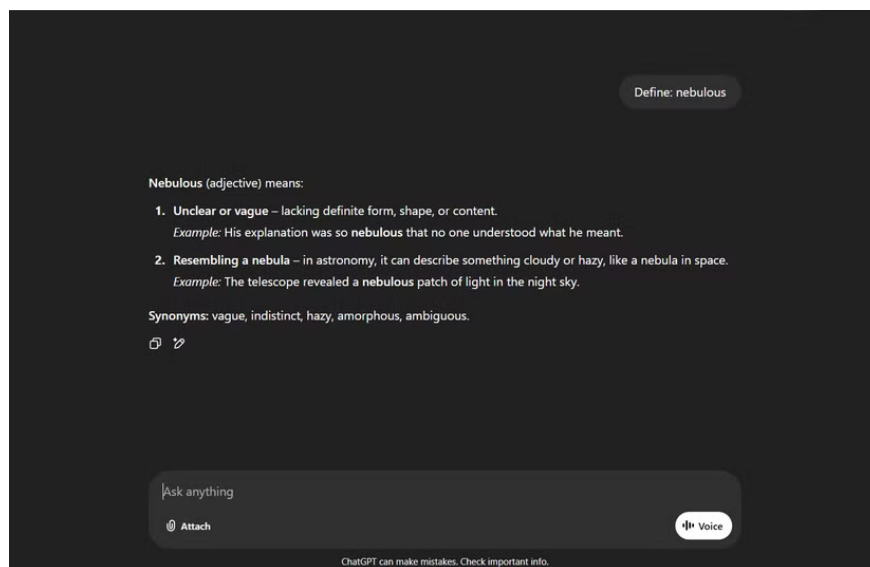 Define: nebulous
Nebulous (adjective) means:
1. Unclear or vague – lacking definite form, shape, or content.
Example: His explanation was so nebulous that no one understood what he meant.
2. Resembling a nebula – in astronomy, it can describe something cloudy or hazy, like a nebula in space.
Example: The telescope revealed a nebulous patch of light in the night sky.
Synonyms: vague, indistinct, hazy, amorphous, ambiguous.
Ask anything
Attach
Voice
ChatGPT can make mistakes. Check important info.